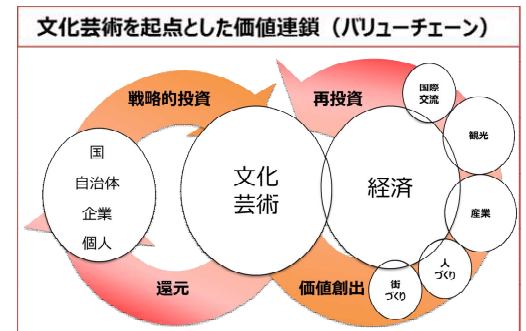 文化芸術を起点とした価値連鎖（バリューチェーン）
戦略的投資
再投資
国際
交流
観光
国
自治体
企業
個人
文化
芸術
経済
産業
人
づくり
街
づくり
還元
価値創出